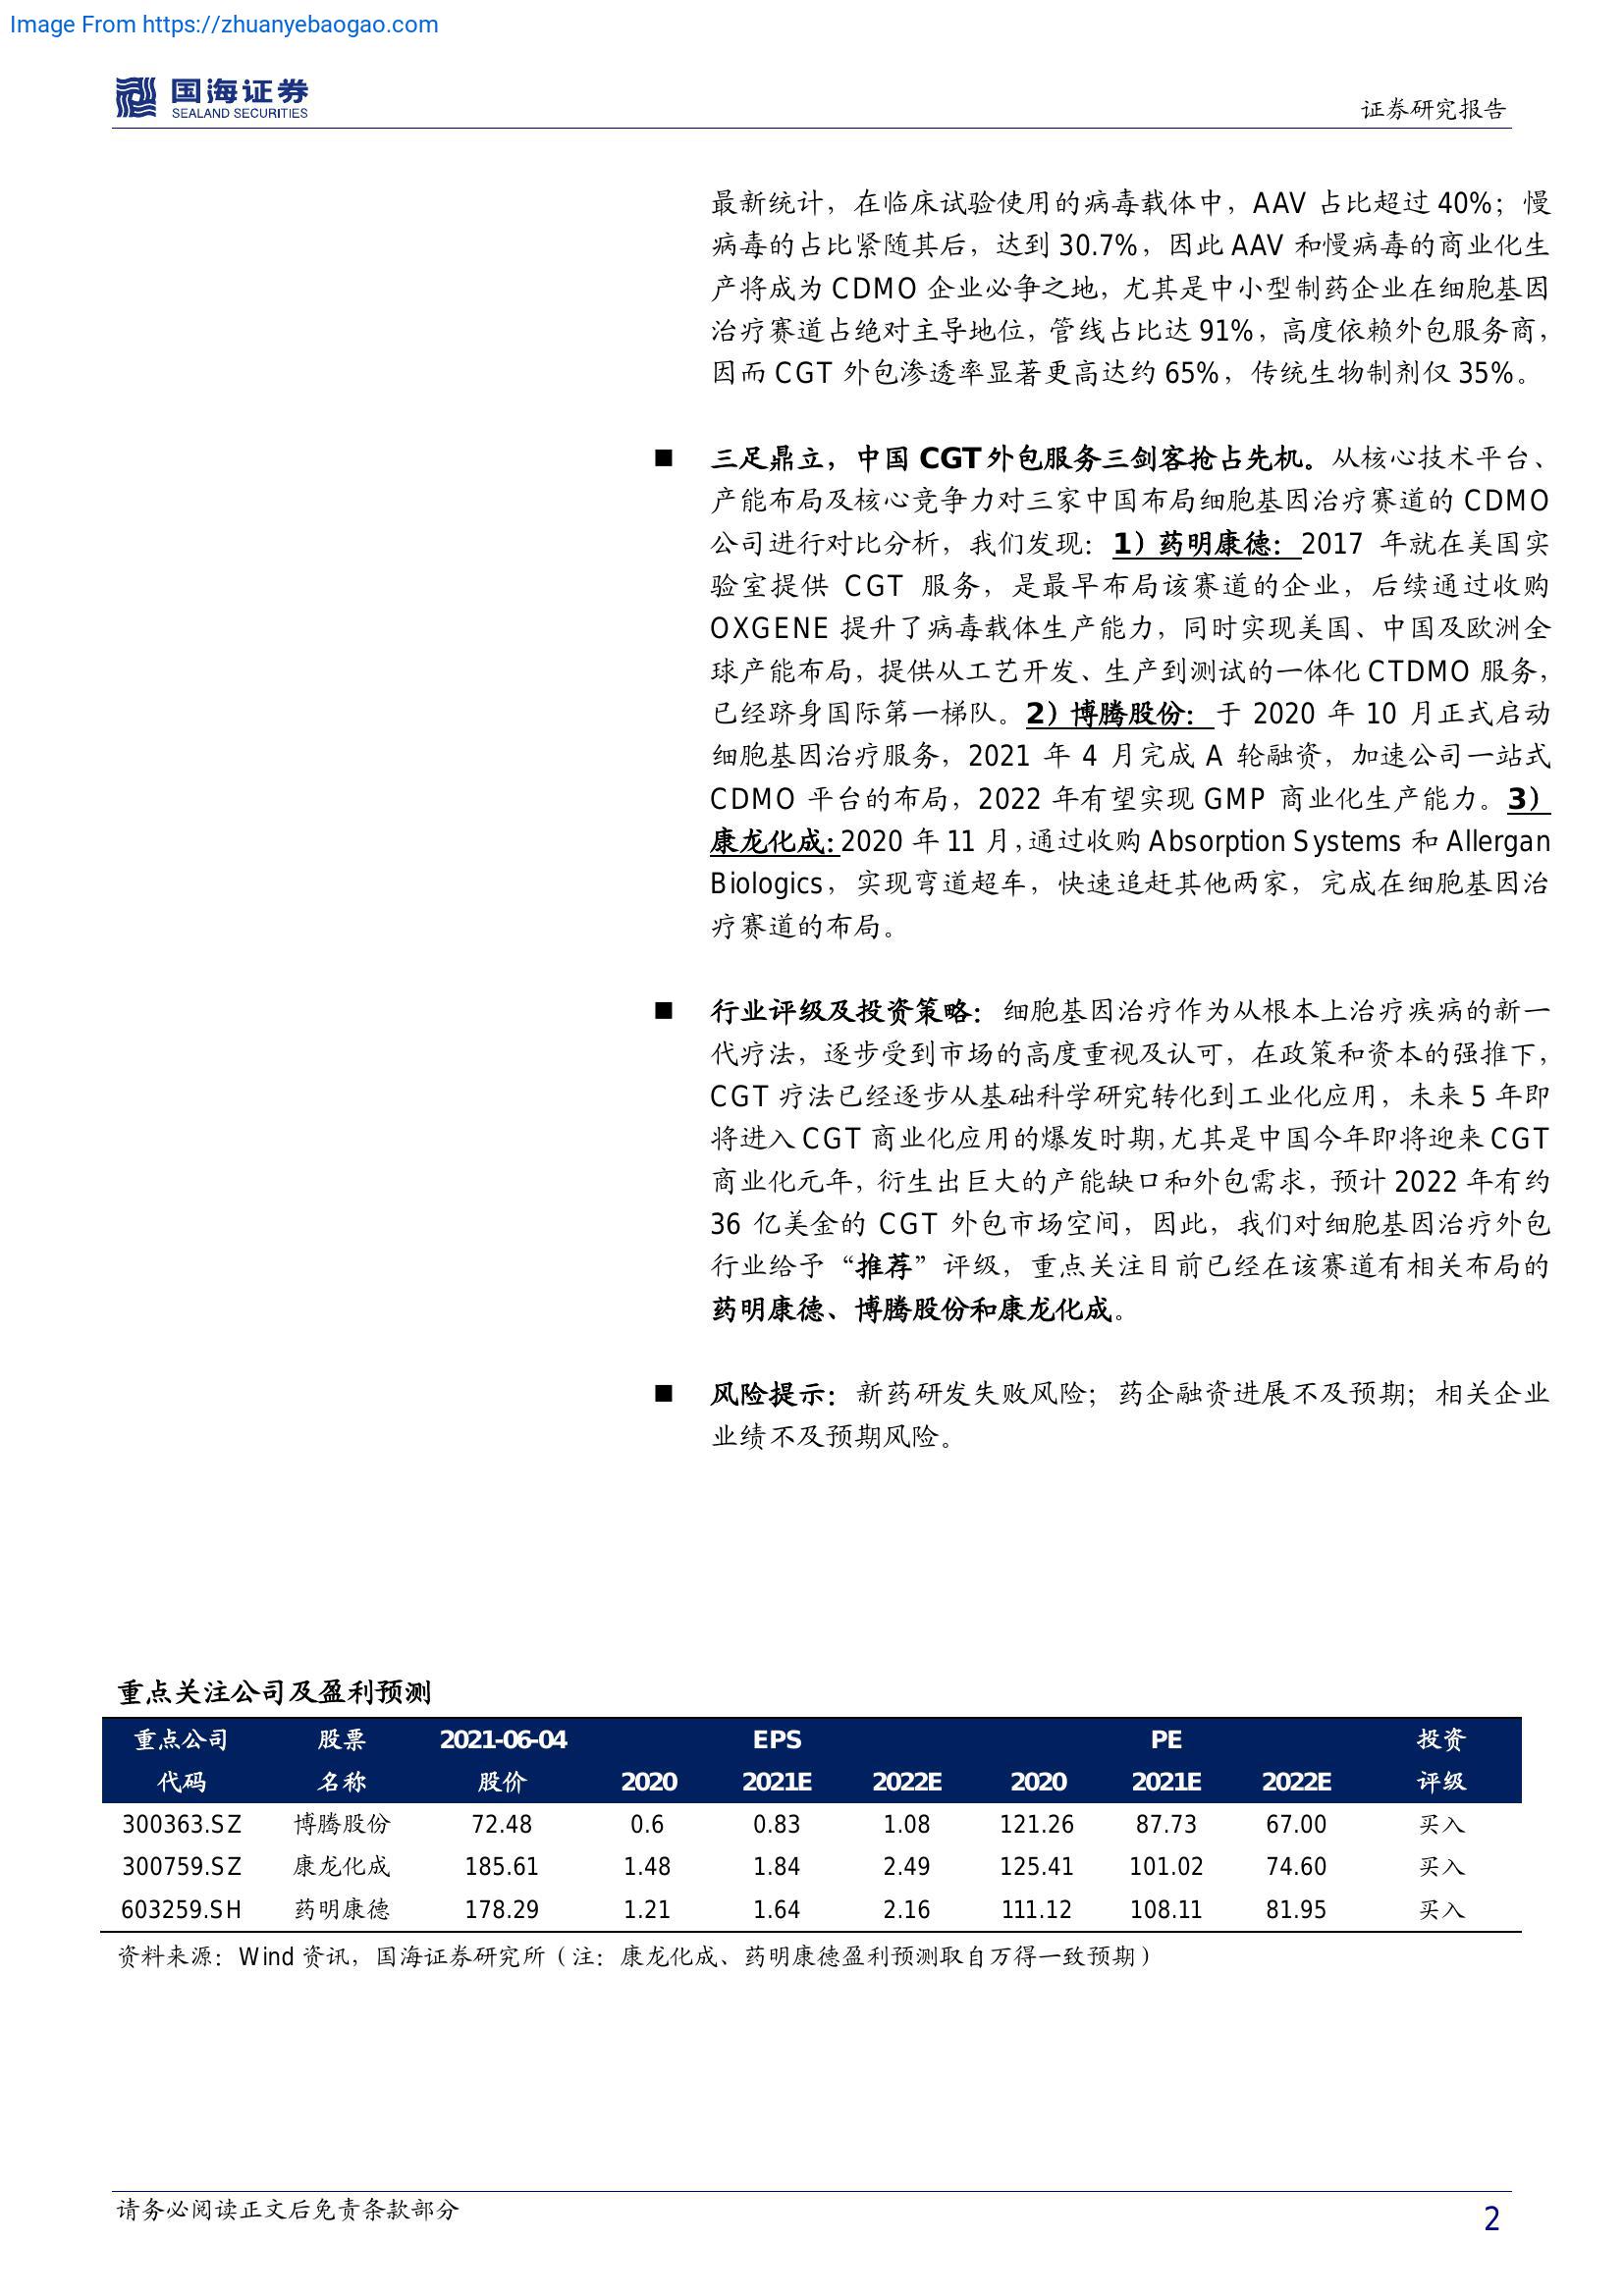 Image From https://zhuanyebaogao.com
国海证券
SEALAND SECURITIES
证券研究报告
最新统计，在临床试验使用的病毒载体中，AAV 占比超过 40%；慢
病毒的占比紧随其后，达到 30.7%，因此 AAV 和慢病毒的商业化生
产将成为 CDMO 企业必争之地，尤其是中小型制药企业在细胞基因
治疗赛道占绝对主导地位，管线占比达 91%，高度依赖外包服务商，
因而 CGT 外包渗透率显著更高达约 65%，传统生物制剂仅 35%。
■ 三足鼎立，中国 CGT 外包服务三剑客抢占先机。从核心技术平台、
产能布局及核心竞争力对三家中国布局细胞基因治疗赛道的 CDMO
公司进行对比分析，我们发现：1）药明康德：2017 年就在美国实
验室提供 CGT 服务，是最早布局该赛道的企业，后续通过收购
OXGENE 提升了病毒载体生产能力，同时实现美国、中国及欧洲全
球产能布局，提供从工艺开发、生产到测试的一体化 CTDMO 服务，
已经跻身国际第一梯队。2）博腾股份：于 2020 年 10 月正式启动
细胞基因治疗服务，2021 年 4 月完成 A 轮融资，加速公司一站式
CDMO 平台的布局，2022 年有望实现 GMP 商业化生产能力。3）
康龙化成：2020 年 11 月，通过收购 Absorption Systems 和 Allergan
Biologics，实现弯道超车，快速追赶其他两家，完成在细胞基因治
疗赛道的布局。
■ 行业评级及投资策略：细胞基因治疗作为从根本上治疗疾病的新一
代疗法，逐步受到市场的高度重视及认可，在政策和资本的强推下，
CGT 疗法已经逐步从基础科学研究转化到工业化应用，未来 5 年即
将进入 CGT 商业化应用的爆发时期，尤其是中国今年即将迎来 CGT
商业化元年，衍生出巨大的产能缺口和外包需求，预计 2022 年有约
36 亿美金的 CGT 外包市场空间，因此，我们对细胞基因治疗外包
行业给予“推荐”评级，重点关注目前已经在该赛道有相关布局的
药明康德、博腾股份和康龙化成。
■ 风险提示：新药研发失败风险；药企融资进展不及预期；相关企业
业绩不及预期风险。
重点关注公司及盈利预测
重点公司 股票 2021-06-04 EPS PE 投资
代码 名称 股价 2020 2021E 2022E 2020 2021E 2022E 评级
300363.SZ 博腾股份 72.48 0.6 0.83 1.08 121.26 87.73 67.00 买入
300759.SZ 康龙化成 185.61 1.48 1.84 2.49 125.41 101.02 74.60 买入
603259.SH 药明康德 178.29 1.21 1.64 2.16 111.12 108.11 81.95 买入
资料来源：Wind 资讯，国海证券研究所（注：康龙化成、药明康德盈利预测取自万得一致预期）
请务必阅读正文后免责条款部分
2